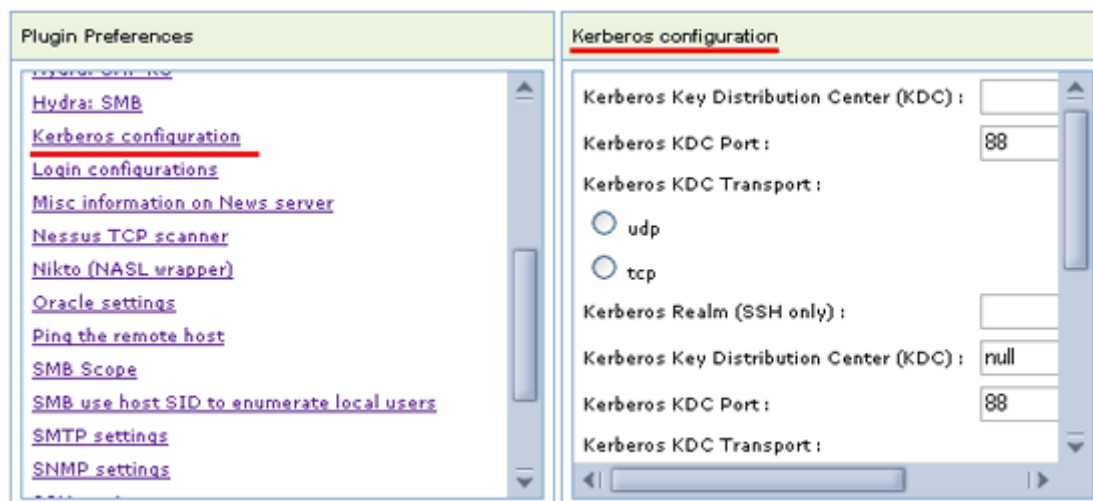 Plugin Preferences
Hydra: SMB
Kerberos configuration
Login configurations
Misc information on News server
Nessus TCP scanner
Nikto (NASL wrapper)
Oracle settings
Ping the remote host
SMB Scope
SMB use host SID to enumerate local users
SMTP settings
SNMP settings
Kerberos configuration
Kerberos Key Distribution Center (KDC) :
Kerberos KDC Port : 88
Kerberos KDC Transport :
udp
tcp
Kerberos Realm (SSH only) :
Kerberos Key Distribution Center (KDC) : null
Kerberos KDC Port : 88
Kerberos KDC Transport :